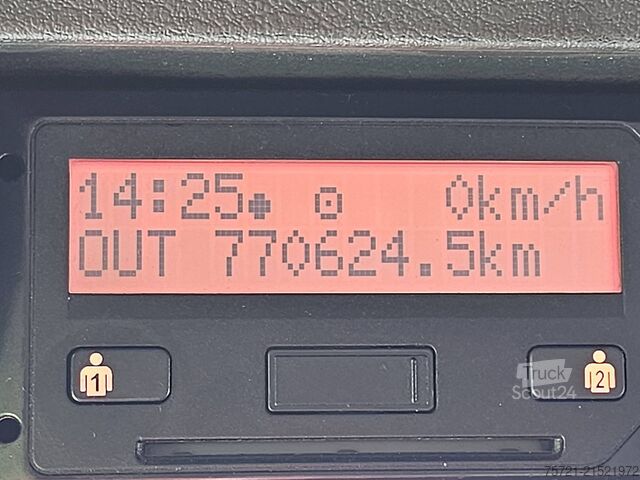 14:25● ⊙ 0km/h
OUT 770624.5km
1
2
Truck
Scout24
75721-21521972